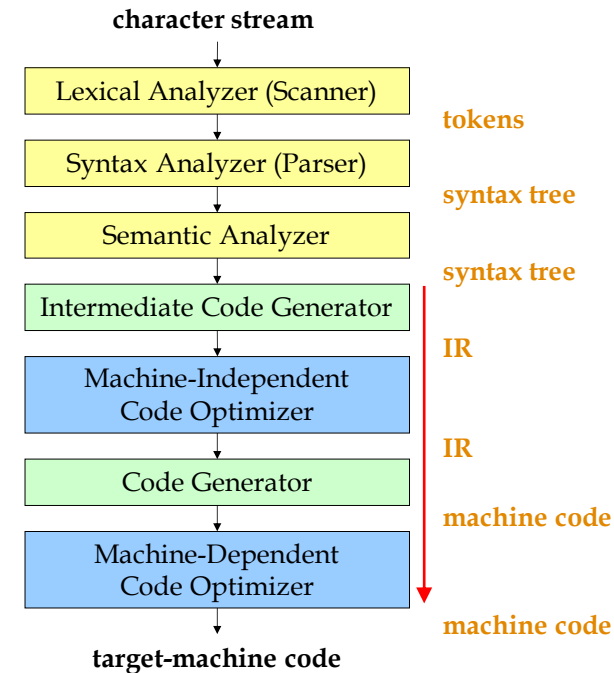 character stream
Lexical Analyzer (Scanner)
tokens
Syntax Analyzer (Parser)
syntax tree
Semantic Analyzer
syntax tree
Intermediate Code Generator
IR
Machine-Independent
Code Optimizer
IR
Code Generator
machine code
Machine-Dependent
Code Optimizer
machine code
target-machine code